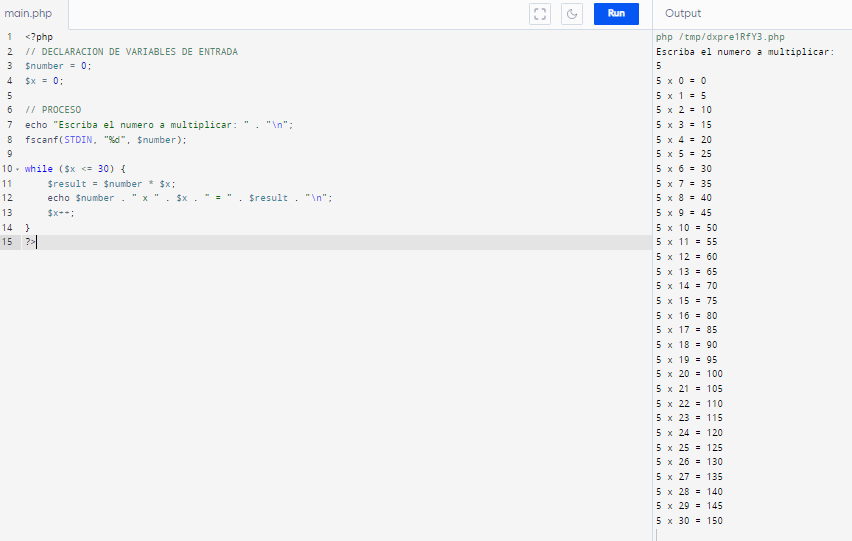 main.php
Run
Output
1 <?php
2 // DECLARACION DE VARIABLES DE ENTRADA
3 $number = 0;
4 $x = 0;
5
6 // PROCESO
7 echo "Escriba el numero a multiplicar: " . "\n";
8 fscanf(STDIN, "%d", $number);
9
10 while ($x <= 30) {
11 $result = $number * $x;
12 echo $number . " x " . $x . " = " . $result . "\n";
13 $x++;
14 }
15 ?>
php /tmp/dxpre1RfY3.php
Escriba el numero a multiplicar:
5
5 x 0 = 0
5 x 1 = 5
5 x 2 = 10
5 x 3 = 15
5 x 4 = 20
5 x 5 = 25
5 x 6 = 30
5 x 7 = 35
5 x 8 = 40
5 x 9 = 45
5 x 10 = 50
5 x 11 = 55
5 x 12 = 60
5 x 13 = 65
5 x 14 = 70
5 x 15 = 75
5 x 16 = 80
5 x 17 = 85
5 x 18 = 90
5 x 19 = 95
5 x 20 = 100
5 x 21 = 105
5 x 22 = 110
5 x 23 = 115
5 x 24 = 120
5 x 25 = 125
5 x 26 = 130
5 x 27 = 135
5 x 28 = 140
5 x 29 = 145
5 x 30 = 150